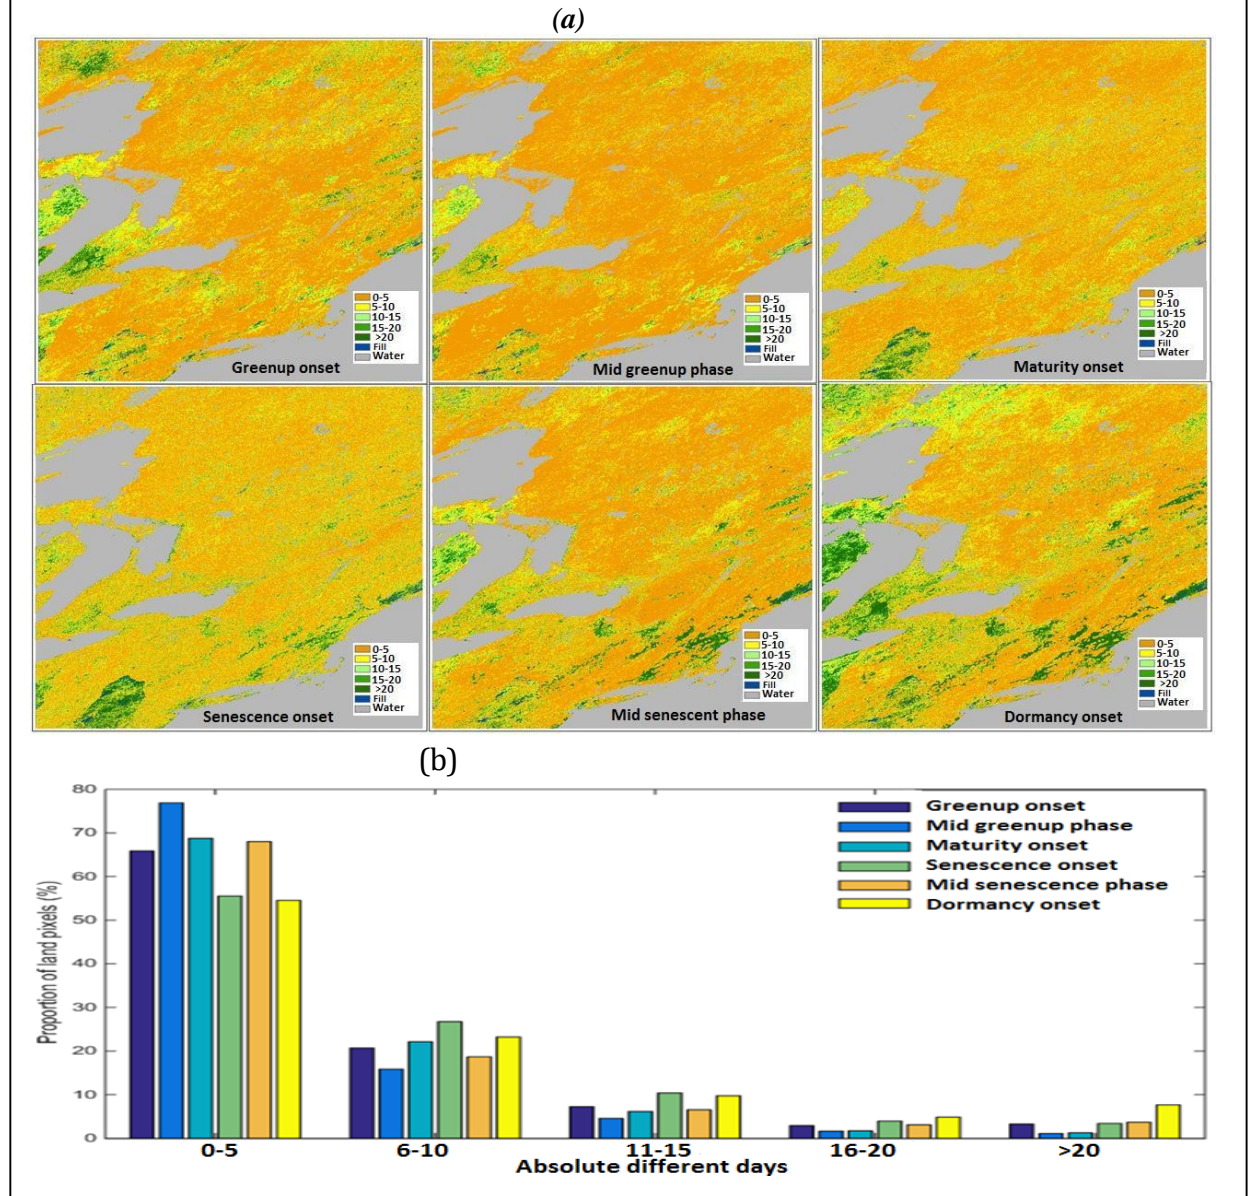 (a)
0-5
5-10
10-15
15-20
>20
Fill
Water
Greenup onset
0-5
5-10
10-15
15-20
>20
Fill
Water
Mid greenup phase
0-5
5-10
10-15
15-20
>20
Fill
Water
Maturity onset
0-5
5-10
10-15
15-20
>20
Fill
Water
Senescence onset
0-5
5-10
10-15
15-20
>20
Fill
Water
Mid senescent phase
0-5
5-10
10-15
15-20
>20
Fill
Water
Dormancy onset
(b)
80
70
60
50
40
30
20
10
0
Proportion of land pixels (%)
Greenup onset
Mid greenup phase
Maturity onset
Senescence onset
Mid senescence phase
Dormancy onset
0-5 6-10 11-15 16-20 >20
Absolute different days